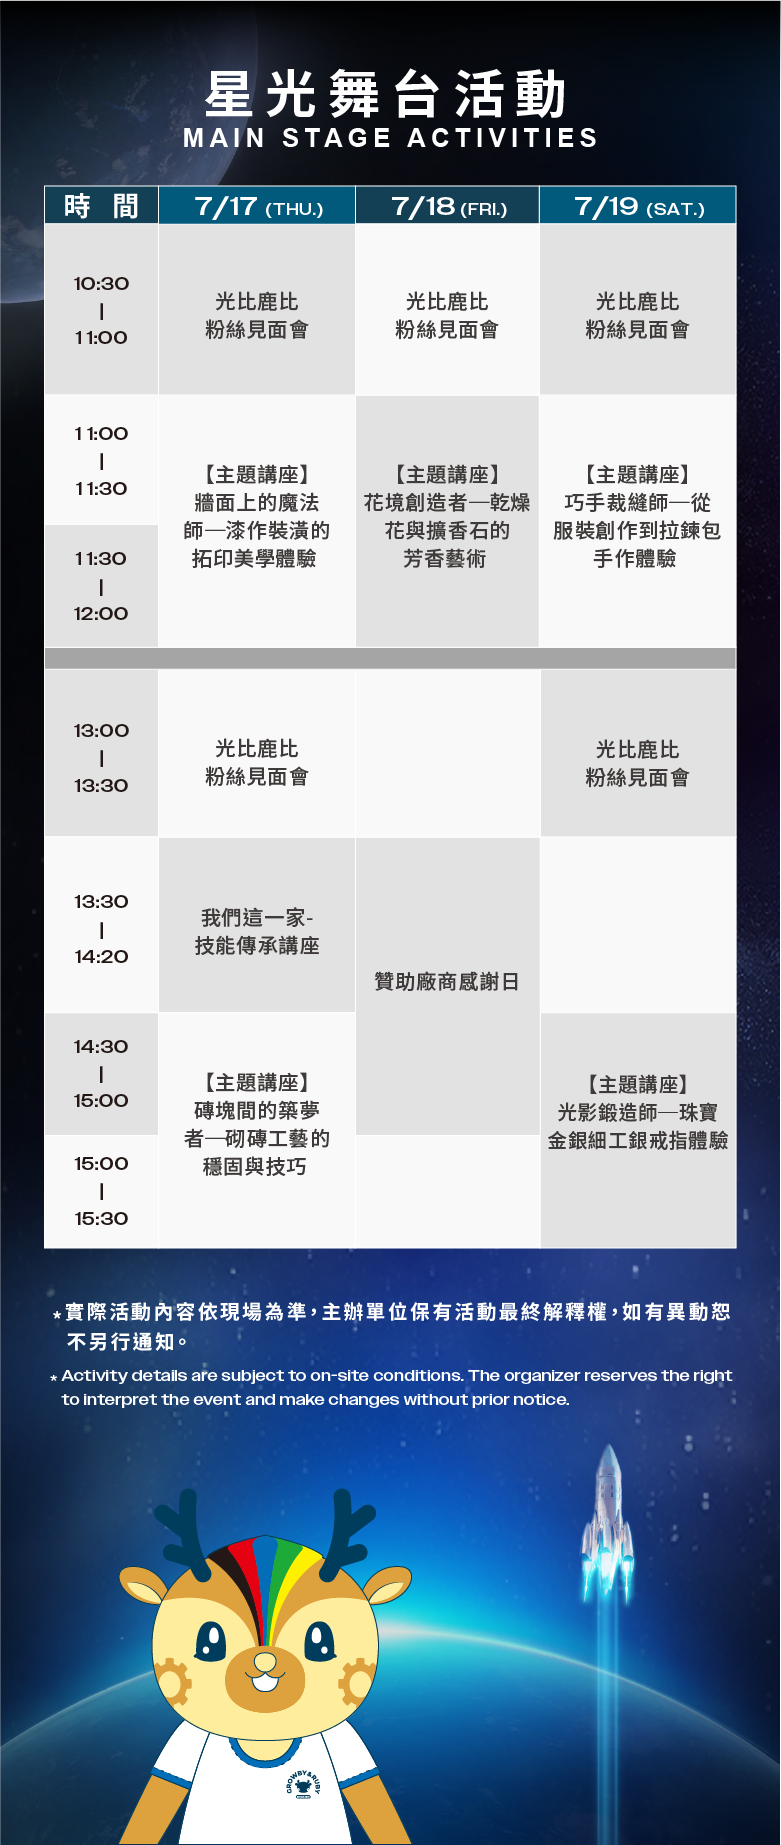 星光舞台活動
MAIN STAGE ACTIVITIES
時 間 7/17 (THU.) 7/18 (FRI.) 7/19 (SAT.)
10:30
|
11:00
光比鹿比
粉絲見面會
光比鹿比
粉絲見面會
光比鹿比
粉絲見面會
11:00
|
11:30
11:30
|
12:00
【主題講座】
牆面上的魔法
師─漆作裝潢的
拓印美學體驗
【主題講座】
花境創造者─乾燥
花與擴香石的
芳香藝術
【主題講座】
巧手裁縫師─從
服裝創作到拉鍊包
手作體驗
13:00
|
13:30
光比鹿比
粉絲見面會
光比鹿比
粉絲見面會
13:30
|
14:20
我們這一家-
技能傳承講座
贊助廠商感謝日
14:30
|
15:00
15:00
|
15:30
【主題講座】
磚塊間的築夢
者─砌磚工藝的
穩固與技巧
【主題講座】
光影鍛造師─珠寶
金銀細工銀戒指體驗
*實際活動內容依現場為準，主辦單位保有活動最終解釋權，如有異動恕
不另行通知。
* Activity details are subject to on-site conditions. The organizer reserves the right
to interpret the event and make changes without prior notice.
GROWBY&RUBY